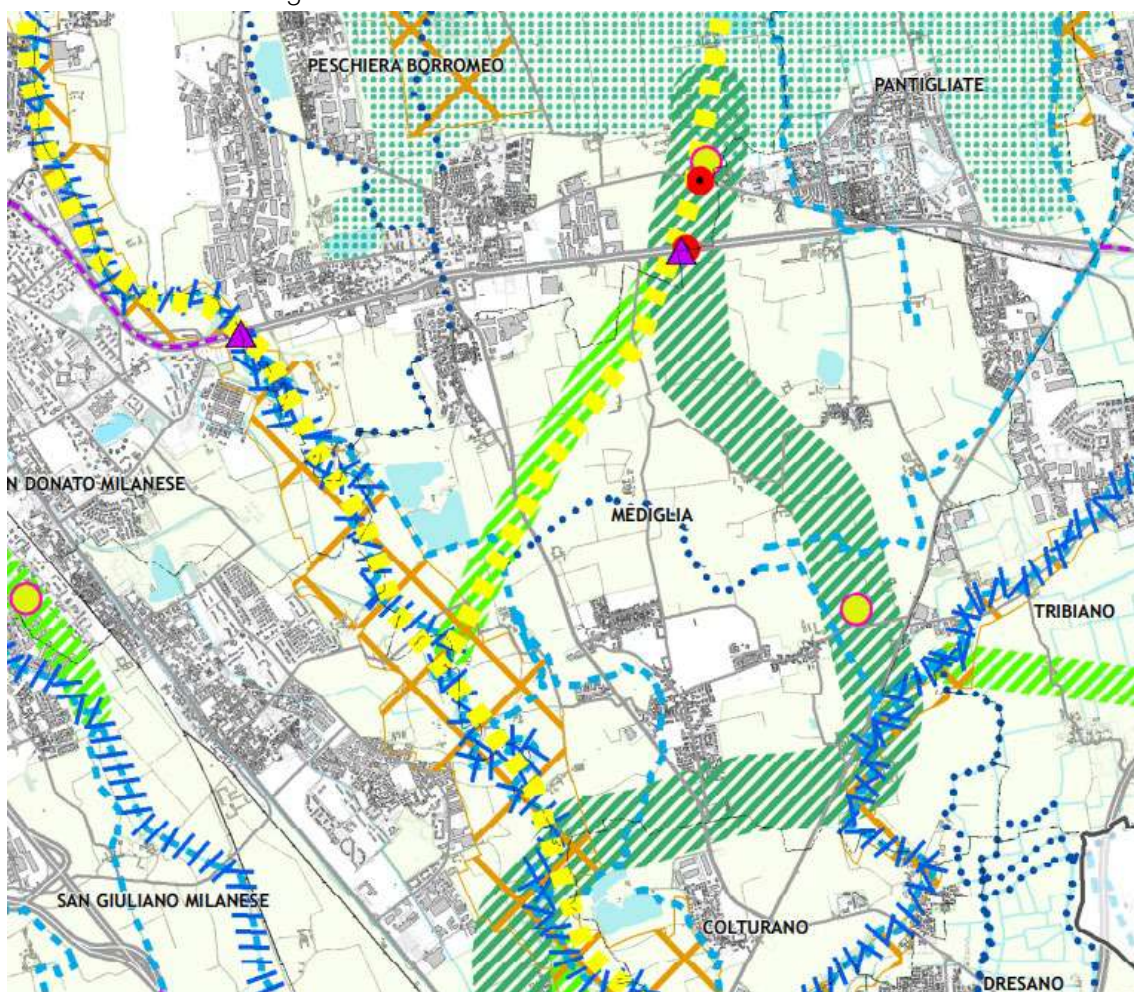 PESCHIERA BORROMEO
PANTIGLIATE
N DONATO MILANESE
MEDIGLIA
TRIBIANO
SAN GIULIANO MILANESE
COLTURANO
DRESANO